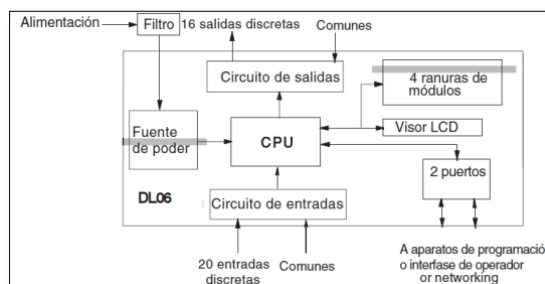 Alimentación
Filtro
16 salidas discretas
Comunes
Circuito de salidas
4 ranuras de
módulos
Fuente
de poder
CPU
Visor LCD
2 puertos
DL06
Circuito de entradas
20 entradas
discretas
Comunes
A aparatos de programació
o interfase de operador
or networking